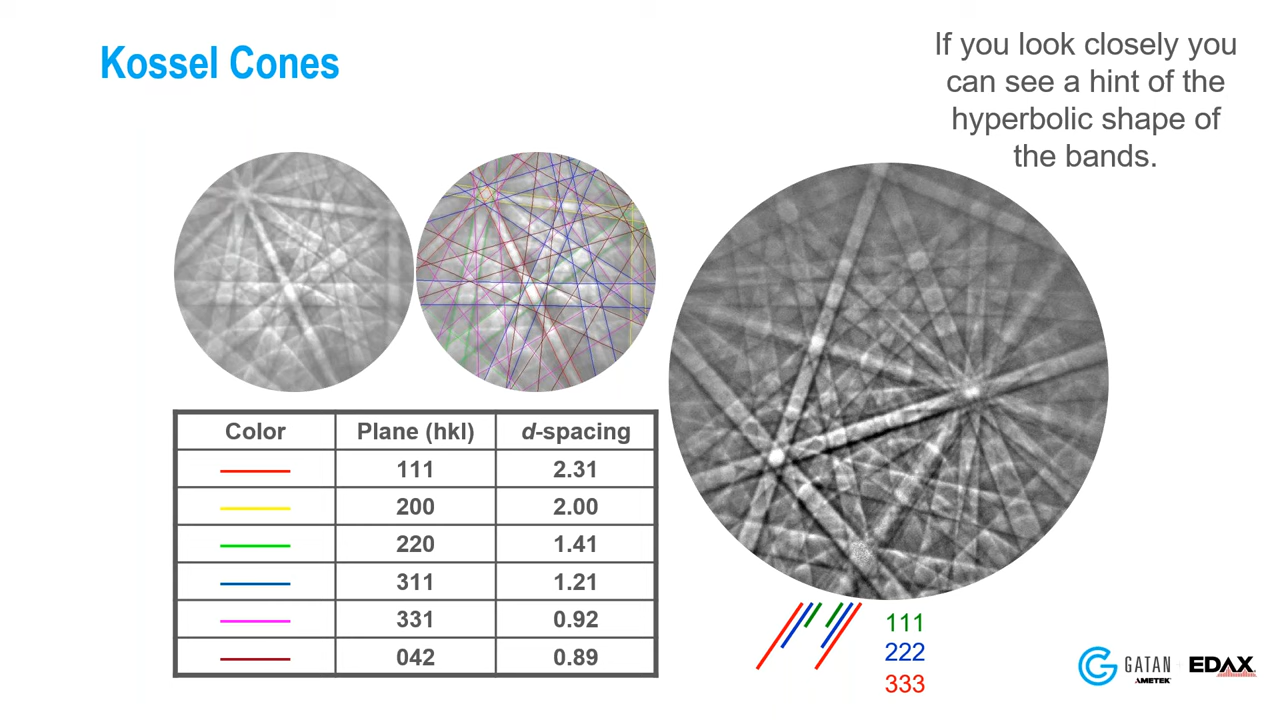 Kossel Cones
If you look closely you
can see a hint of the
hyperbolic shape of
the bands.
Color Plane (hkl) d-spacing
111 2.31
200 2.00
220 1.41
311 1.21
331 0.92
042 0.89
111
222
333
GATAN
AMETEK
EDAX